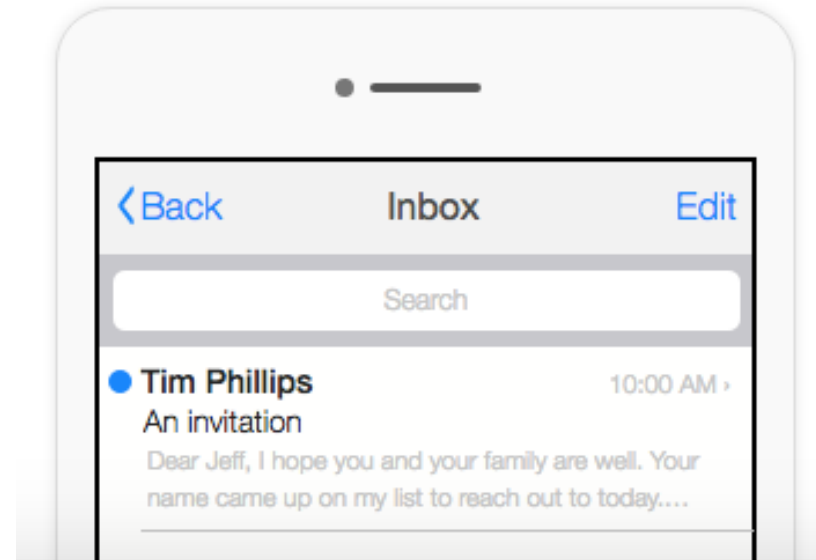 Back Inbox Edit
Search
Tim Phillips 10:00 AM ›
An invitation
Dear Jeff, I hope you and your family are well. Your
name came up on my list to reach out to today....